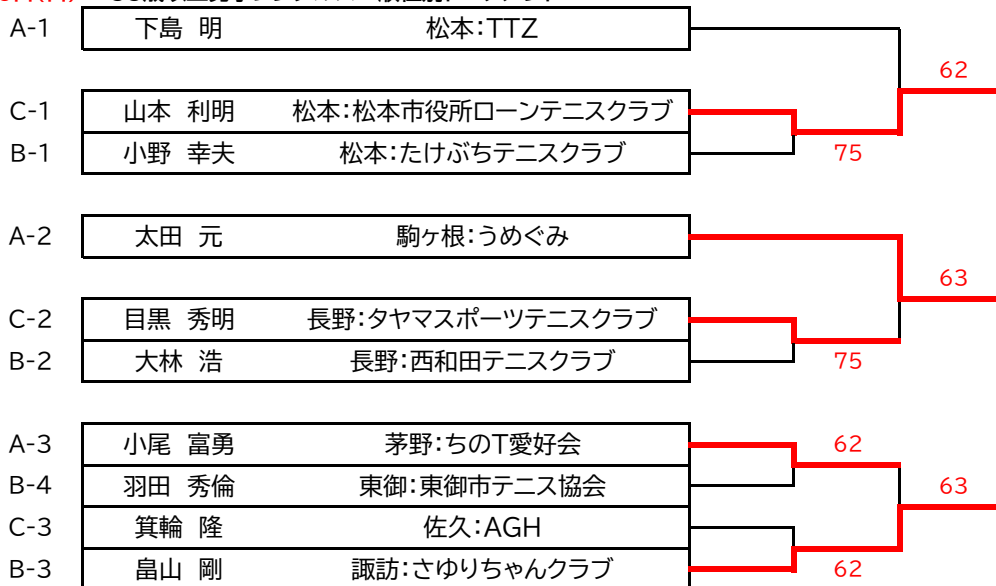 A-1 下島 明 松本:TTZ
62
C-1 山本 利明 松本:松本市役所ローンテニスクラブ
B-1 小野 幸夫 松本:たけぶちテニスクラブ 75
A-2 太田 元 駒ヶ根:うめぐみ
63
C-2 目黒 秀明 長野:タヤマスポーツテニスクラブ
B-2 大林 浩 長野:西和田テニスクラブ 75
A-3 小尾 富勇 茅野:ちのT愛好会 62
B-4 羽田 秀倫 東御:東御市テニス協会 63
C-3 箕輪 隆 佐久:AGH
B-3 畠山 剛 諏訪:さゆりちゃんクラブ 62